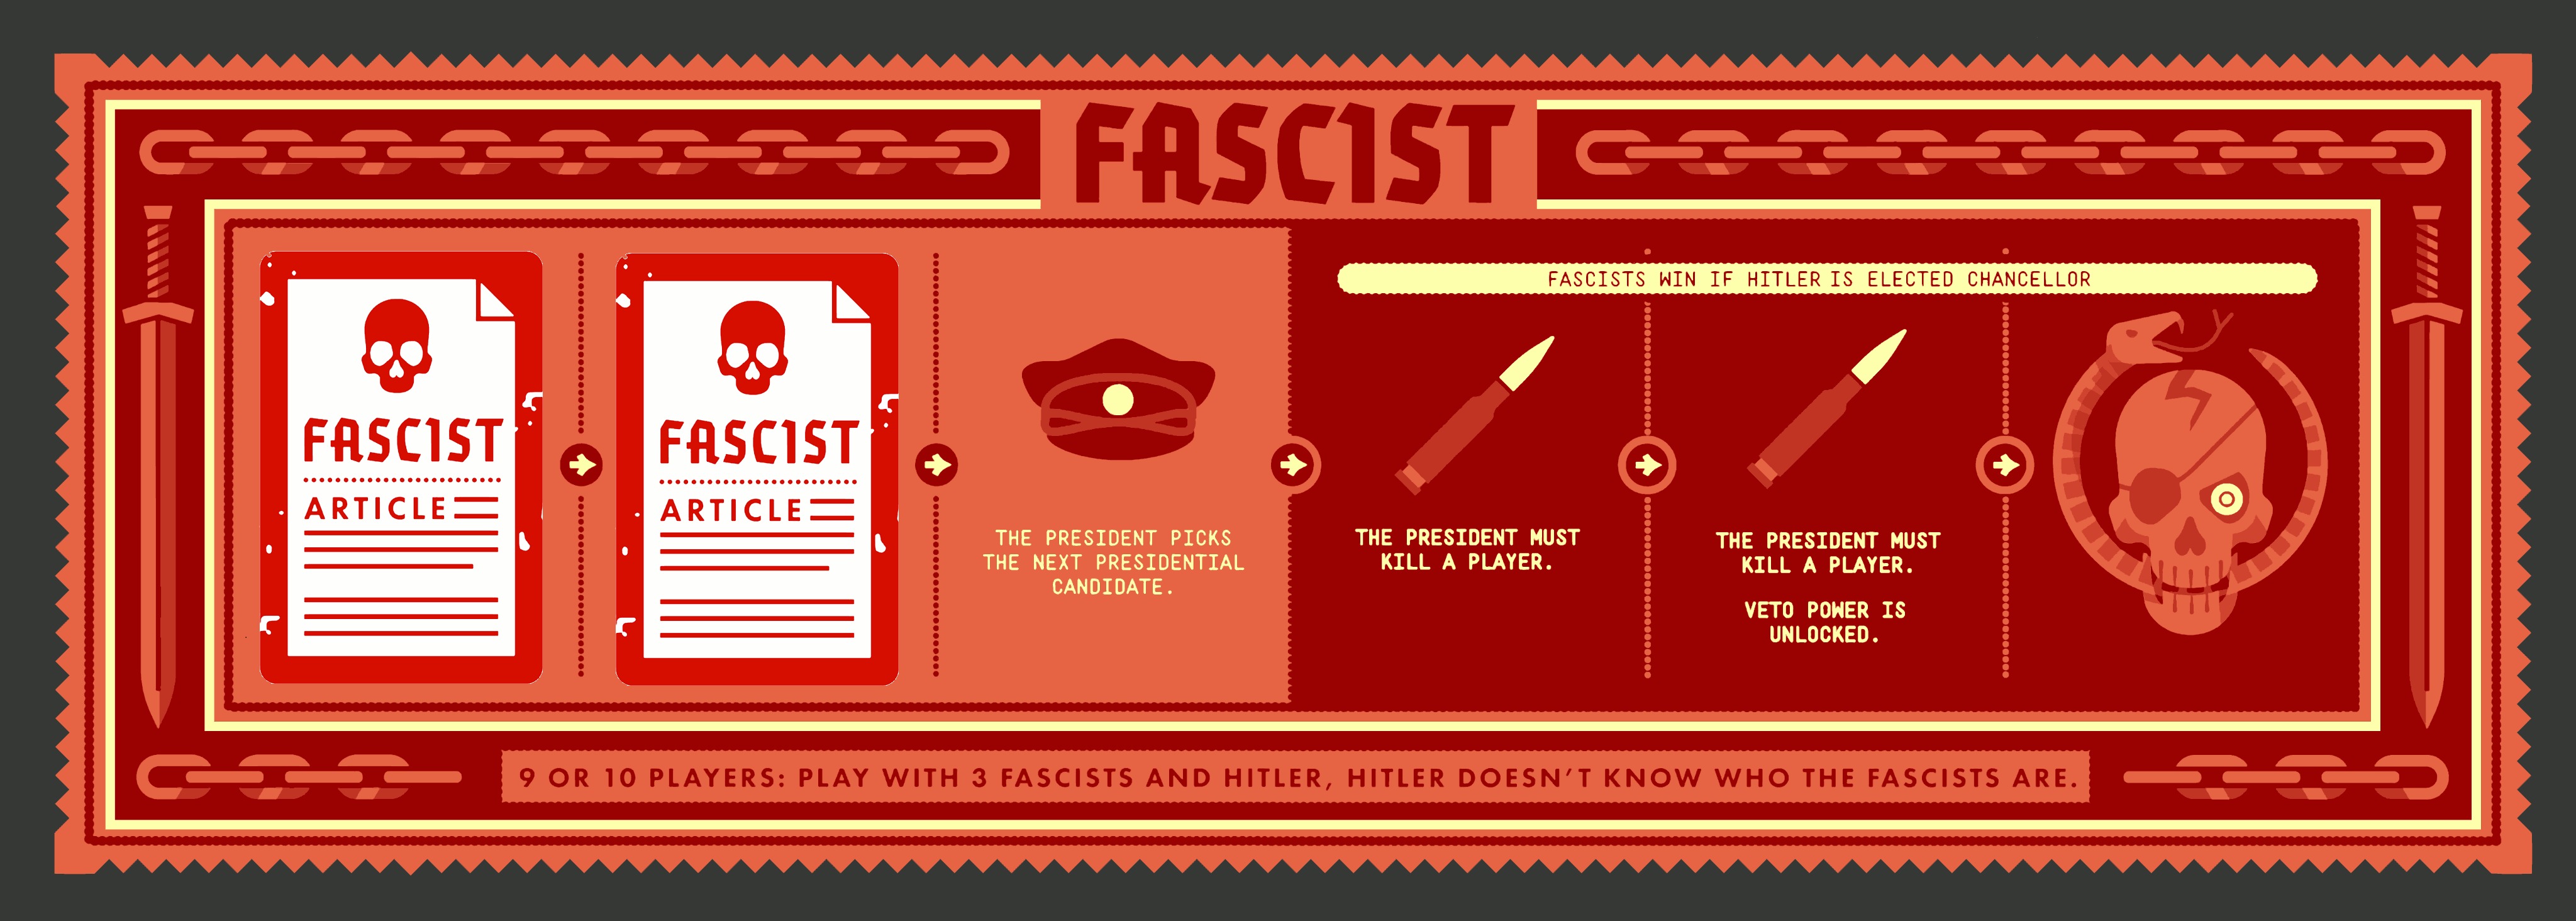 FASCIST
FASCISTS WIN IF HITLER IS ELECTED CHANCELLOR
FASCIST
ARTICLE
FASCIST
ARTICLE
THE PRESIDENT PICKS
THE NEXT PRESIDENTIAL
CANDIDATE.
THE PRESIDENT MUST
KILL A PLAYER.
THE PRESIDENT MUST
KILL A PLAYER.
VETO POWER IS
UNLOCKED.
9 OR 10 PLAYERS: PLAY WITH 3 FASCISTS AND HITLER, HITLER DOESN'T KNOW WHO THE FASCISTS ARE.